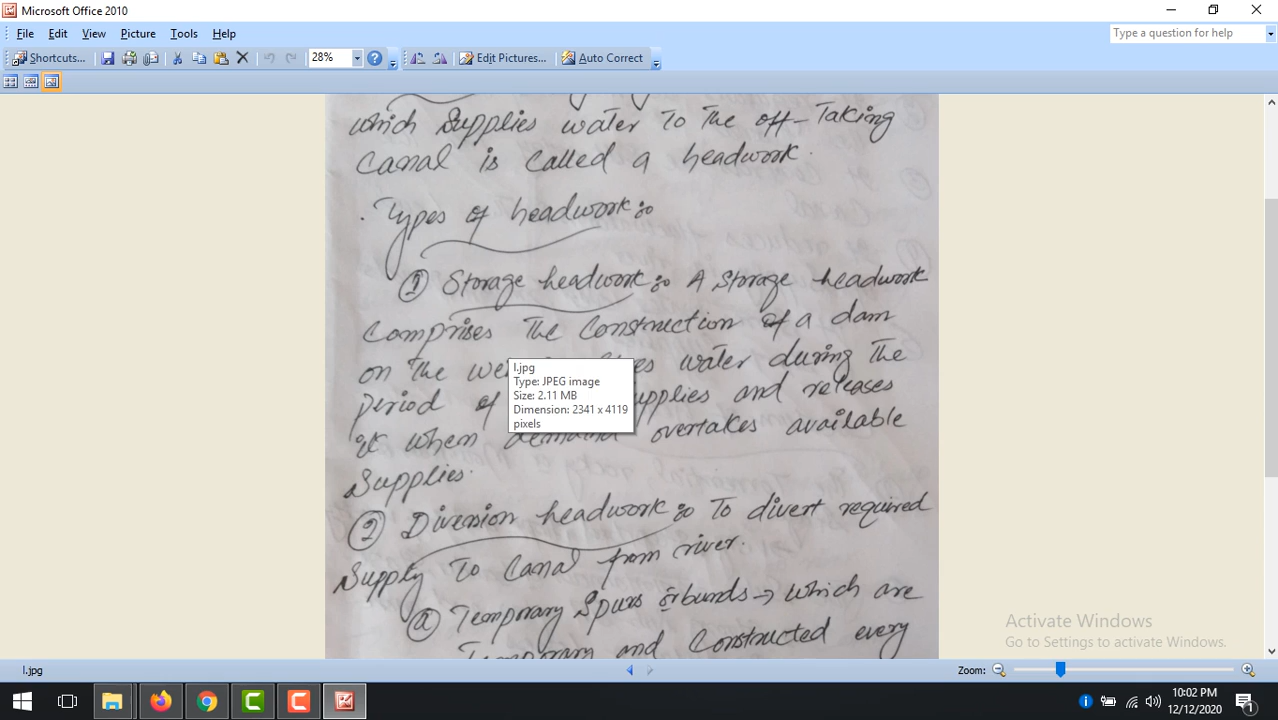 Microsoft Office 2010
File Edit View Picture Tools Help
Type a question for help
Shortcuts...
28%
Edit Pictures...
Auto Correct
which supplies water To The off-Taking
Canal is called a headwork.
Types of headwork:
① Storage headwork: A storage headwork
Comprises The Construction of a dam
on the water during The
period of supplies and releases
it when demand overtakes available
Supplies.
② Diversion headwork: To divert required
Supply To Canal from river.
ⓐ Temporary Spurs or bunds → which are
Temporary and Constructed every
l.jpg
Type: JPEG image
Size: 2.11 MB
Dimension: 2341 x 4119
pixels
Activate Windows
Go to Settings to activate Windows.
l.jpg
Zoom:
10:02 PM
12/12/2020
1